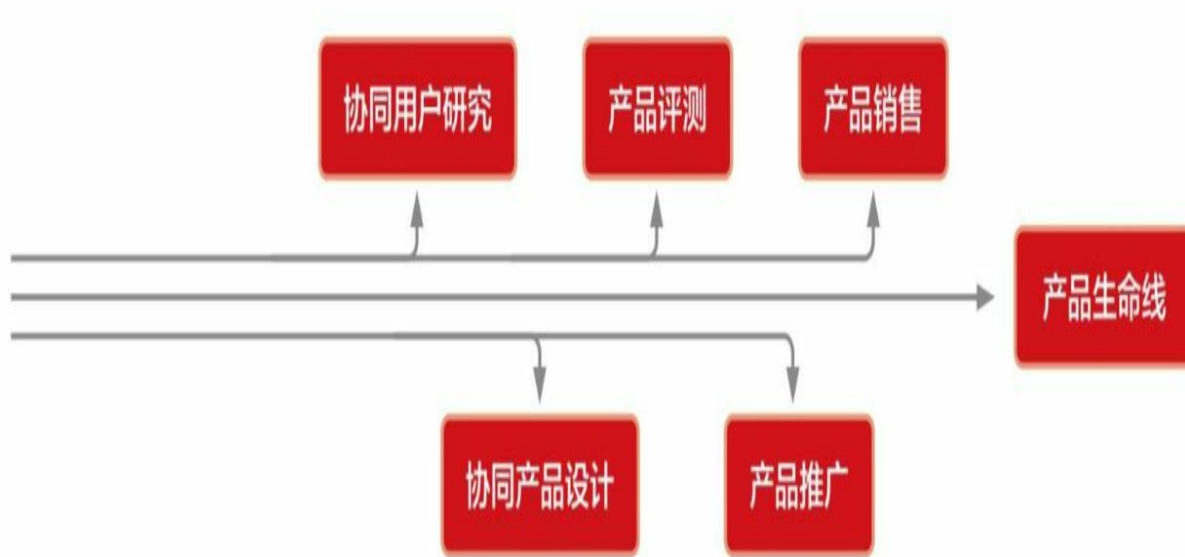 协同用户研究
产品评测
产品销售
产品生命线
协同产品设计
产品推广